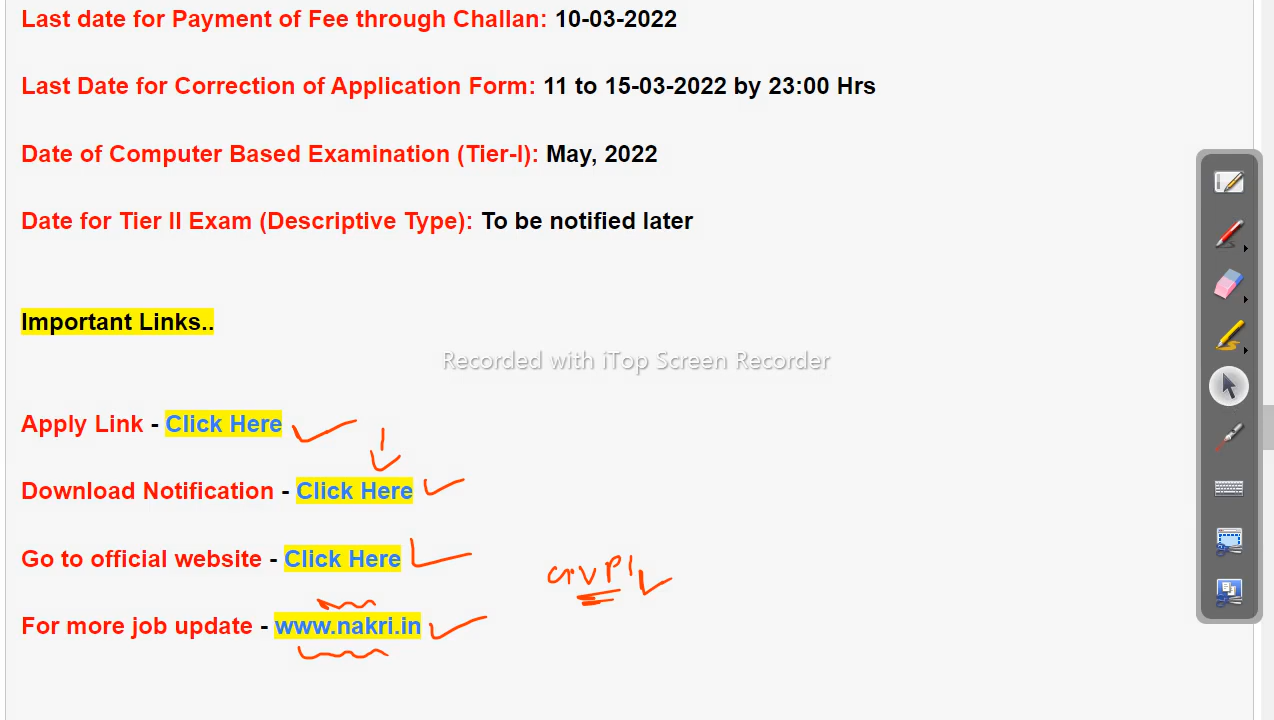 Last date for Payment of Fee through Challan: 10-03-2022
Last Date for Correction of Application Form: 11 to 15-03-2022 by 23:00 Hrs
Date of Computer Based Examination (Tier-I): May, 2022
Date for Tier II Exam (Descriptive Type): To be notified later
Important Links..
Recorded with iTop Screen Recorder
Apply Link - Click Here
Download Notification - Click Here
Go to official website - Click Here
For more job update - www.nakri.in